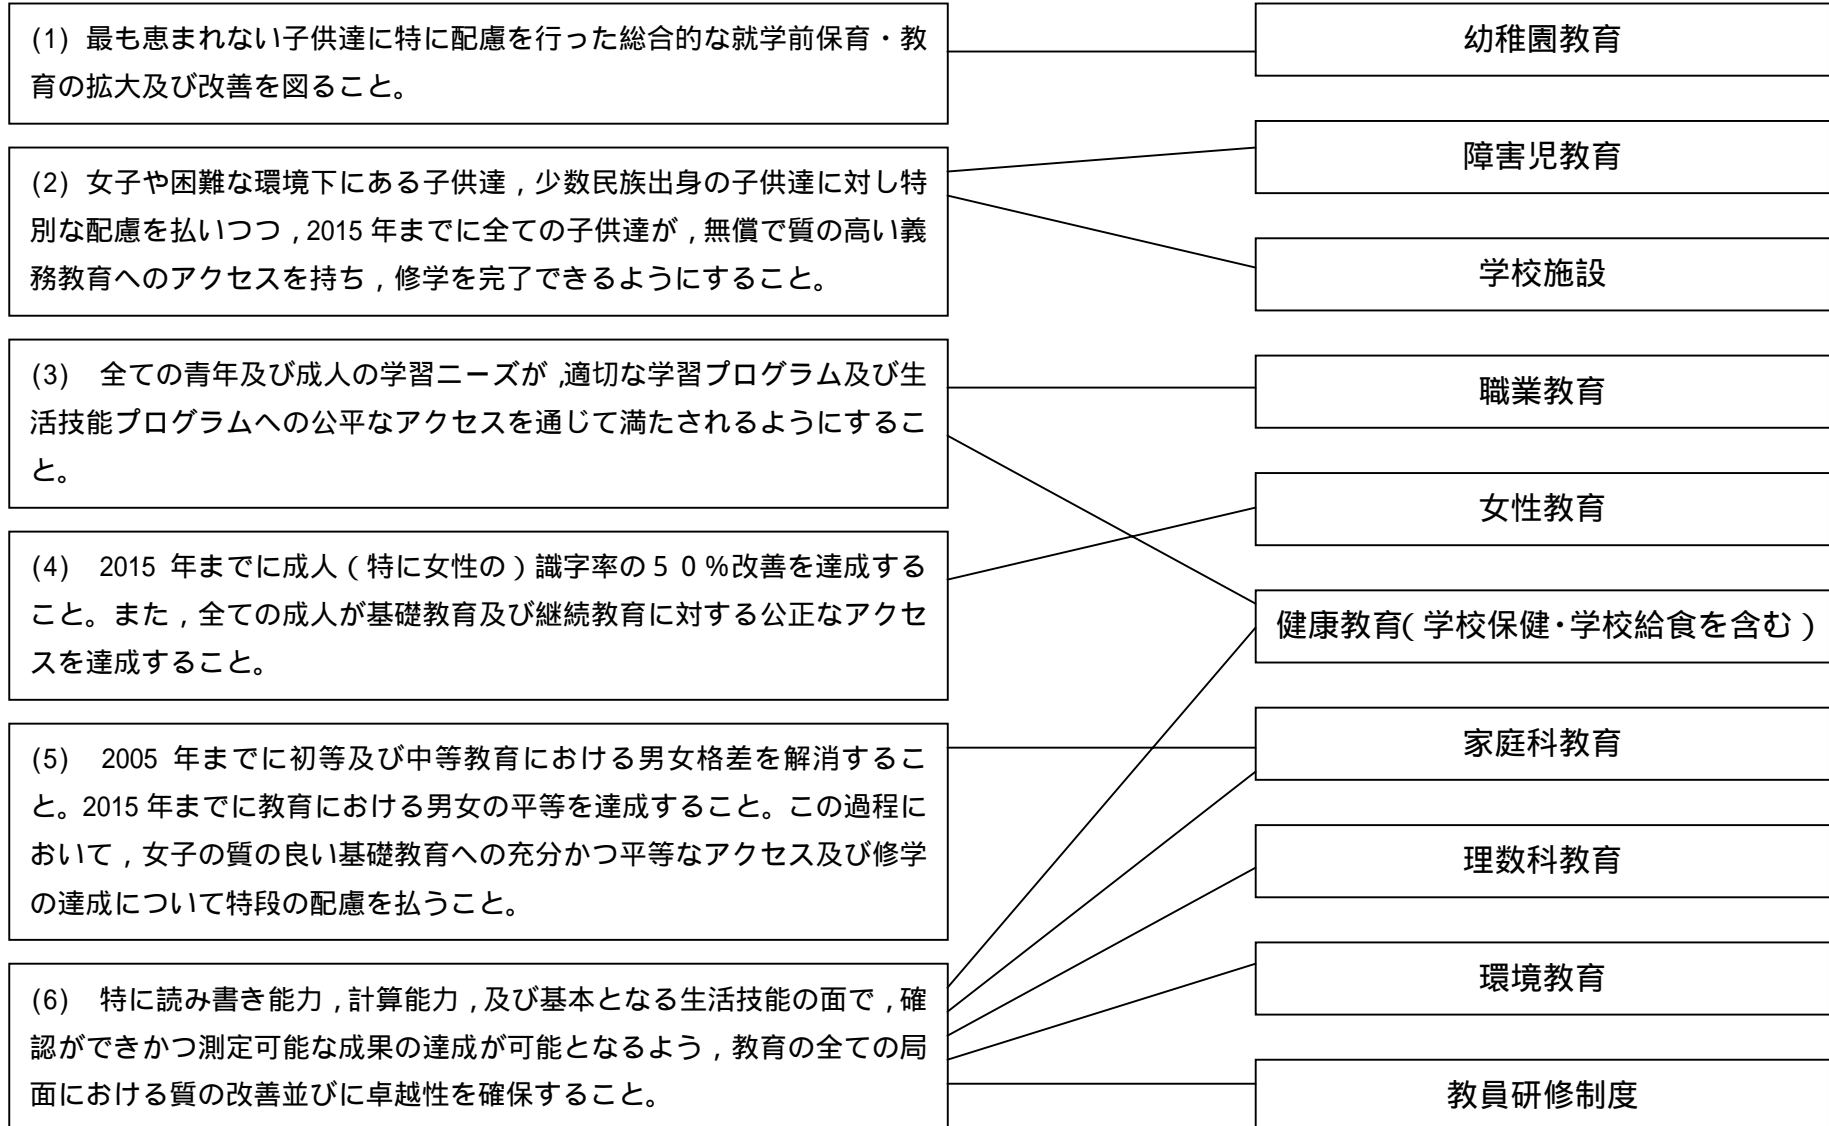 (1) 最も恵まれない子供達に特に配慮を行った総合的な就学前保育・教
育の拡大及び改善を図ること。
(2) 女子や困難な環境下にある子供達，少数民族出身の子供達に対し特
別な配慮を払いつつ，2015 年までに全ての子供達が，無償で質の高い義
務教育へのアクセスを持ち，修学を完了できるようにすること。
(3) 全ての青年及び成人の学習ニーズが，適切な学習プログラム及び生
活技能プログラムへの公平なアクセスを通じて満たされるようにするこ
と。
(4) 2015 年までに成人（特に女性の）識字率の５０％改善を達成する
こと。また，全ての成人が基礎教育及び継続教育に対する公正なアクセ
スを達成すること。
(5) 2005 年までに初等及び中等教育における男女格差を解消するこ
と。2015 年までに教育における男女の平等を達成すること。この過程に
おいて，女子の質の良い基礎教育への充分かつ平等なアクセス及び修学
の達成について特段の配慮を払うこと。
(6) 特に読み書き能力，計算能力，及び基本となる生活技能の面で，確
認ができかつ測定可能な成果の達成が可能となるよう，教育の全ての局
面における質の改善並びに卓越性を確保すること。
幼稚園教育
障害児教育
学校施設
職業教育
女性教育
健康教育（学校保健・学校給食を含む）
家庭科教育
理数科教育
環境教育
教員研修制度